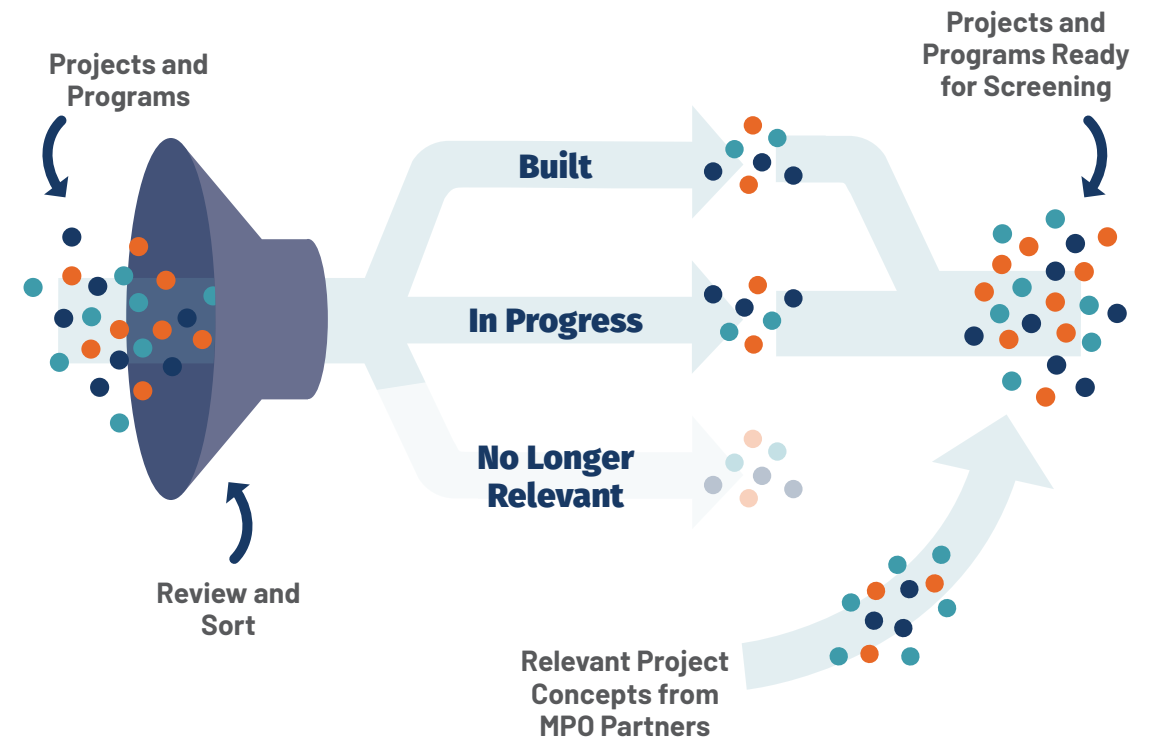 Projects and
Programs
Projects and
Programs Ready
for Screening
Built
In Progress
No Longer
Relevant
Review and
Sort
Relevant Project
Concepts from
MPO Partners